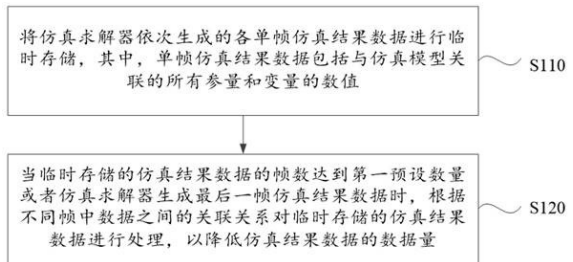 将仿真求解器依次生成的各单帧仿真结果数据进行临
时存储，其中，单帧仿真结果数据包括与仿真模型关
联的所有参量和变量的数值
S110
当临时存储的仿真结果数据的帧数达到第一预设数量
或者仿真求解器生成最后一帧仿真结果数据时，根据
不同帧中数据之间的关联关系对临时存储的仿真结果
数据进行处理，以降低仿真结果数据的数据量
S120